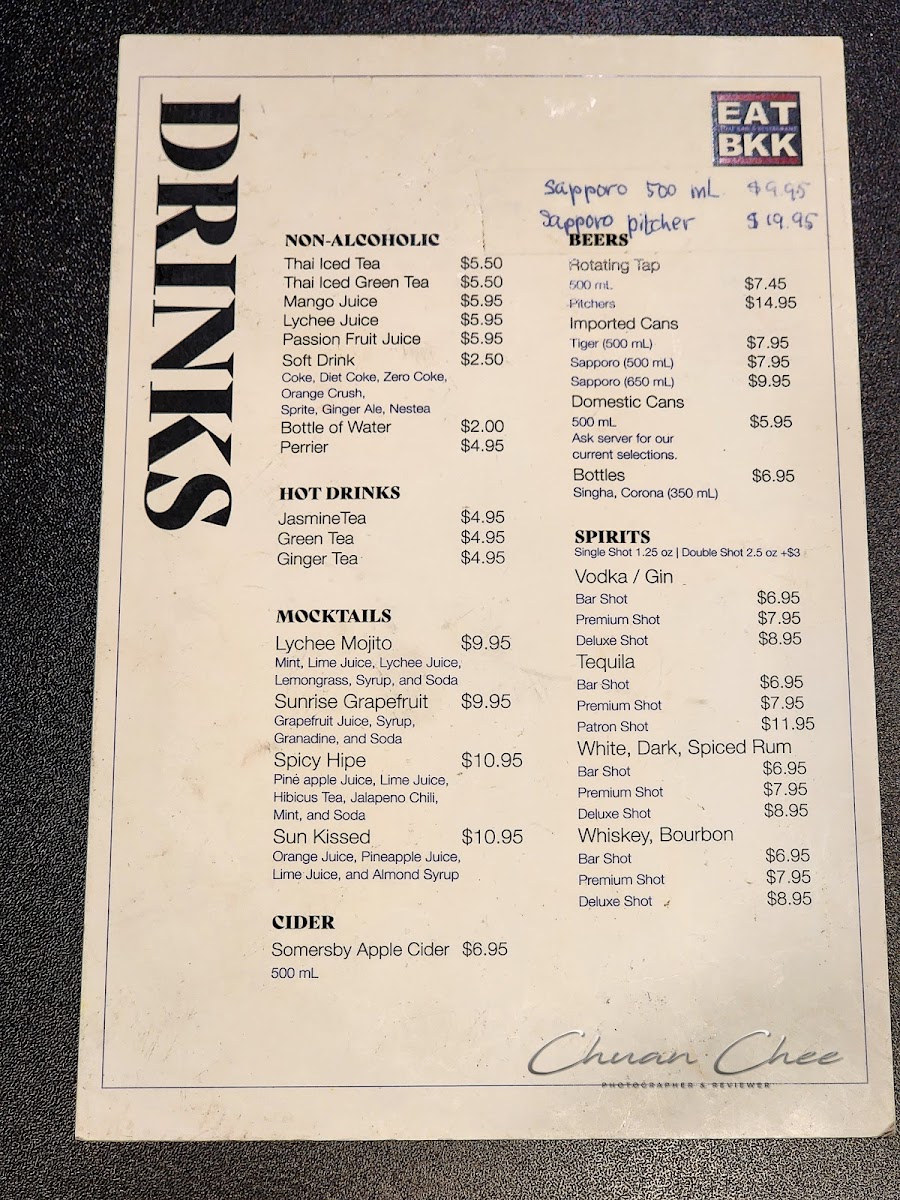 DRINKS
EAT
THAI BAR & RESTAURANT
BKK
Sapporo 500 mL $9.95
Sapporo pitcher $19.95
NON-ALCOHOLIC
Thai Iced Tea $5.50
Thai Iced Green Tea $5.50
Mango Juice $5.95
Lychee Juice $5.95
Passion Fruit Juice $5.95
Soft Drink $2.50
Coke, Diet Coke, Zero Coke,
Orange Crush,
Sprite, Ginger Ale, Nestea
Bottle of Water $2.00
Perrier $4.95
HOT DRINKS
JasmineTea $4.95
Green Tea $4.95
Ginger Tea $4.95
MOCKTAILS
Lychee Mojito $9.95
Mint, Lime Juice, Lychee Juice,
Lemongrass, Syrup, and Soda
Sunrise Grapefruit $9.95
Grapefruit Juice, Syrup,
Granadine, and Soda
Spicy Hipe $10.95
Pine apple Juice, Lime Juice,
Hibicus Tea, Jalapeno Chili,
Mint, and Soda
Sun Kissed $10.95
Orange Juice, Pineapple Juice,
Lime Juice, and Almond Syrup
CIDER
Somersby Apple Cider $6.95
500 mL
BEERS
Rotating Tap
500 mL $7.45
Pitchers $14.95
Imported Cans
Tiger (500 mL) $7.95
Sapporo (500 mL) $7.95
Sapporo (650 mL) $9.95
Domestic Cans
500 mL $5.95
Ask server for our
current selections.
Bottles $6.95
Singha, Corona (350 mL)
SPIRITS
Single Shot 1.25 oz | Double Shot 2.5 oz +$3
Vodka / Gin
Bar Shot $6.95
Premium Shot $7.95
Deluxe Shot $8.95
Tequila
Bar Shot $6.95
Premium Shot $7.95
Patron Shot $11.95
White, Dark, Spiced Rum
Bar Shot $6.95
Premium Shot $7.95
Deluxe Shot $8.95
Whiskey, Bourbon
Bar Shot $6.95
Premium Shot $7.95
Deluxe Shot $8.95
Chuan Chee
PHOTOGRAPHER & REVIEWER